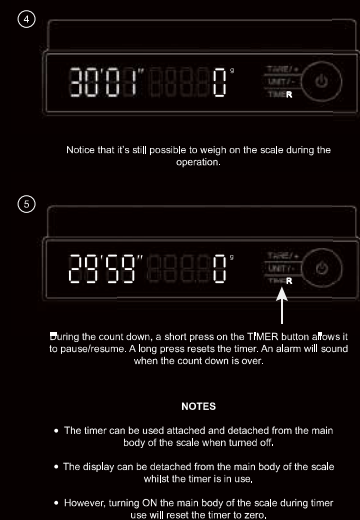 4
30'01" 0 g
TARE/+
UNIT/-
TIMER
Notice that it's still possible to weigh on the scale during the
operation.
5
29'59" 0 g
TARE/+
UNIT/-
TIMER
During the count down, a short press on the TIMER button allows it
to pause/resume. A long press resets the timer. An alarm will sound
when the count down is over.
NOTES
• The timer can be used attached and detached from the main
body of the scale when turned off.
• The display can be detached from the main body of the scale
whilst the timer is in use.
• However, turning ON the main body of the scale during timer
use will reset the timer to zero.